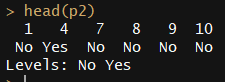 > head(p2)
1 4 7 8 9 10
No Yes No No No No
Levels: No Yes